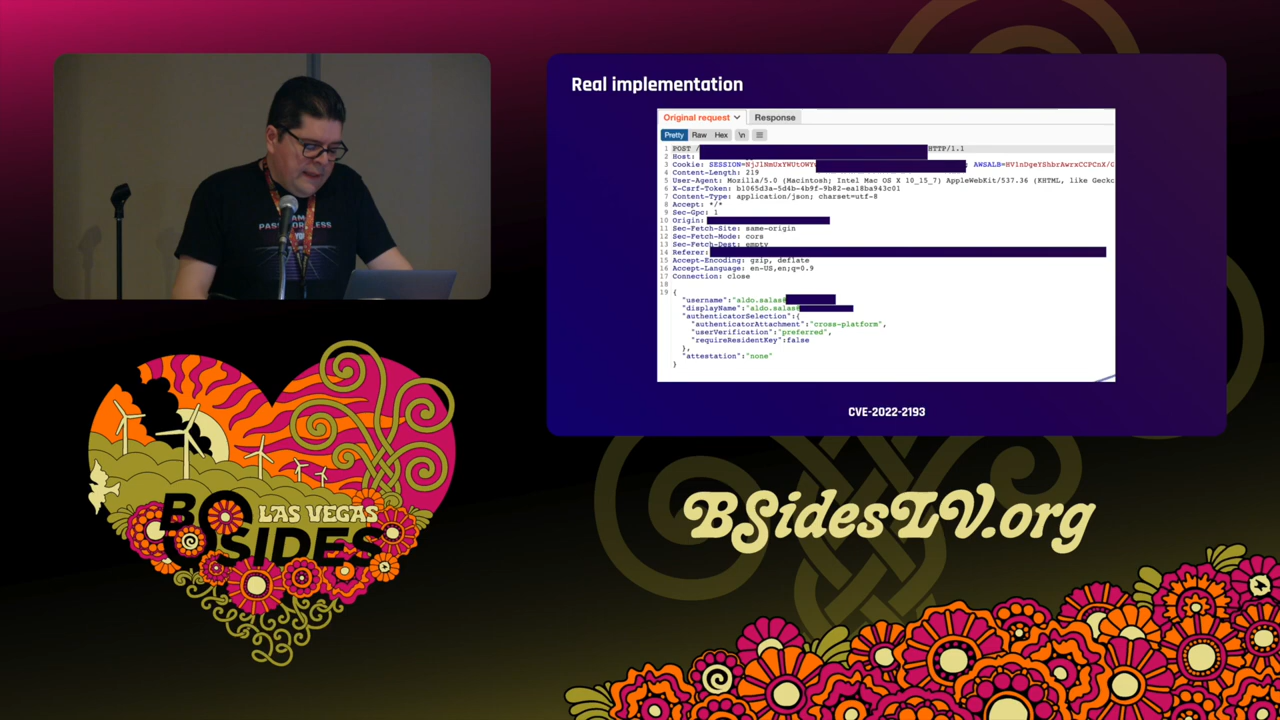 Real implementation
Original request
Response
Pretty Raw Hex \n
1 POST / HTTP/1.1
2 Host:
3 Cookie: SESSION=NjJlNmUxYWUtOWY ; AWSALB=HV1nDgeYShbrAwrxCCPCnX/G
4 Content-Length: 219
5 User-Agent: Mozilla/5.0 (Macintosh; Intel Mac OS X 10_15_7) AppleWebKit/537.36 (KHTML, like Gecko
6 X-Csrf-Token: b1065d3a-5d4b-4b9f-9b82-ea18ba943c01
7 Content-Type: application/json; charset=utf-8
8 Accept: */*
9 Sec-Gpc: 1
10 Origin:
11 Sec-Fetch-Site: same-origin
12 Sec-Fetch-Mode: cors
13 Sec-Fetch-Dest: empty
14 Referer:
15 Accept-Encoding: gzip, deflate
16 Accept-Language: en-US,en;q=0.9
17 Connection: close
18
19 {
"username":"aldo.salas@
"displayName":"aldo.salas@
"authenticatorSelection":{
"authenticatorAttachment":"cross-platform",
"userVerification":"preferred",
"requireResidentKey":false
},
"attestation":"none"
}
CVE-2022-2193
BSidesLV.org
LAS VEGAS
BSIDES
23